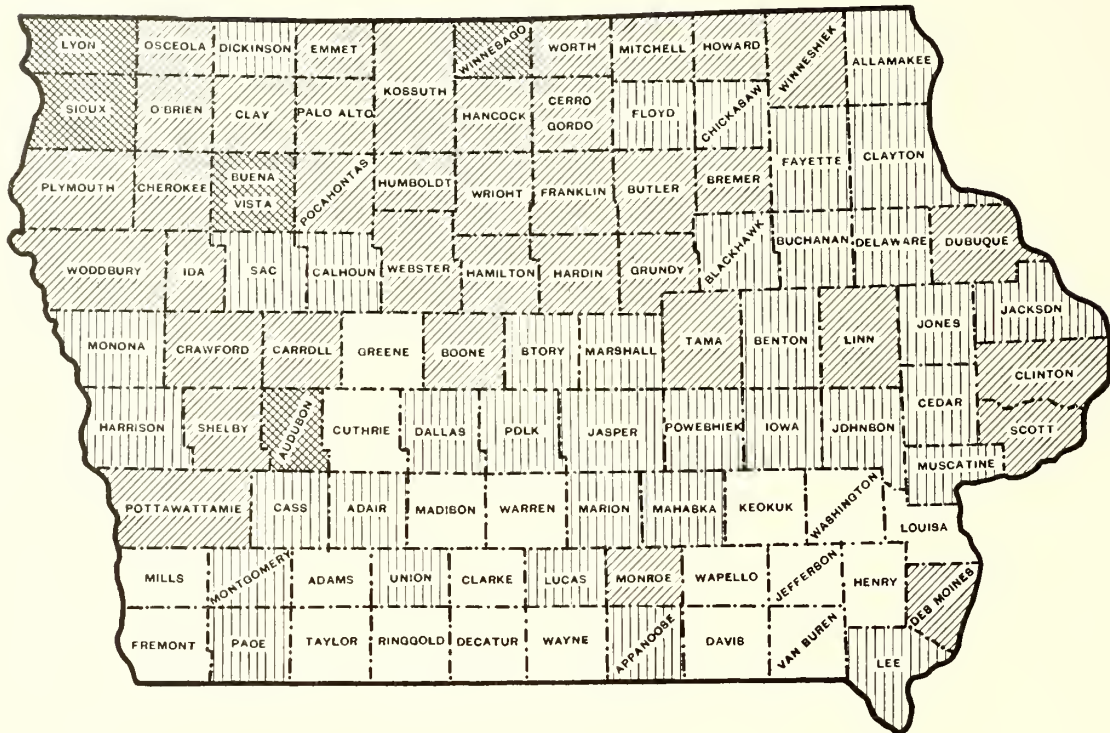 LYON
OSCEOLA
DICKINSON
EMMET
WINNEBAGO
WORTH
MITCHELL
HOWARD
WINNESHIEK
ALLAMAKEE
SIOUX
O'BRIEN
CLAY
PALO ALTO
KOSSUTH
HANCOCK
CERRO
GORDO
FLOYD
CHICKASAW
FAYETTE
CLAYTON
PLYMOUTH
CHEROKEE
BUENA
VISTA
POCAHONTAS
HUMBOLDT
WRIGHT
FRANKLIN
BUTLER
BREMER
WOODBURY
IDA
SAC
CALHOUN
WEBSTER
HAMILTON
HARDIN
GRUNDY
BLACKHAWK
BUCHANAN
DELAWARE
DUBUQUE
MONONA
CRAWFORD
CARROLL
GREENE
BOONE
STORY
MARSHALL
TAMA
BENTON
LINN
JONES
JACKSON
CLINTON
HARRISON
SHELBY
AUDUBON
GUTHRIE
DALLAS
POLK
JASPER
POWESHIEK
IOWA
JOHNSON
CEDAR
SCOTT
MUSCATINE
POTTAWATTAMIE
CASS
ADAIR
MADISON
WARREN
MARION
MAHASKA
KEOKUK
WASHINGTON
LOUISA
MILLS
MONTGOMERY
ADAMS
UNION
CLARKE
LUCAS
MONROE
WAPELLO
JEFFERSON
HENRY
DES MOINES
FREMONT
PAGE
TAYLOR
RINGGOLD
DECATUR
WAYNE
APPANOOSE
DAVIS
VAN BUREN
LEE